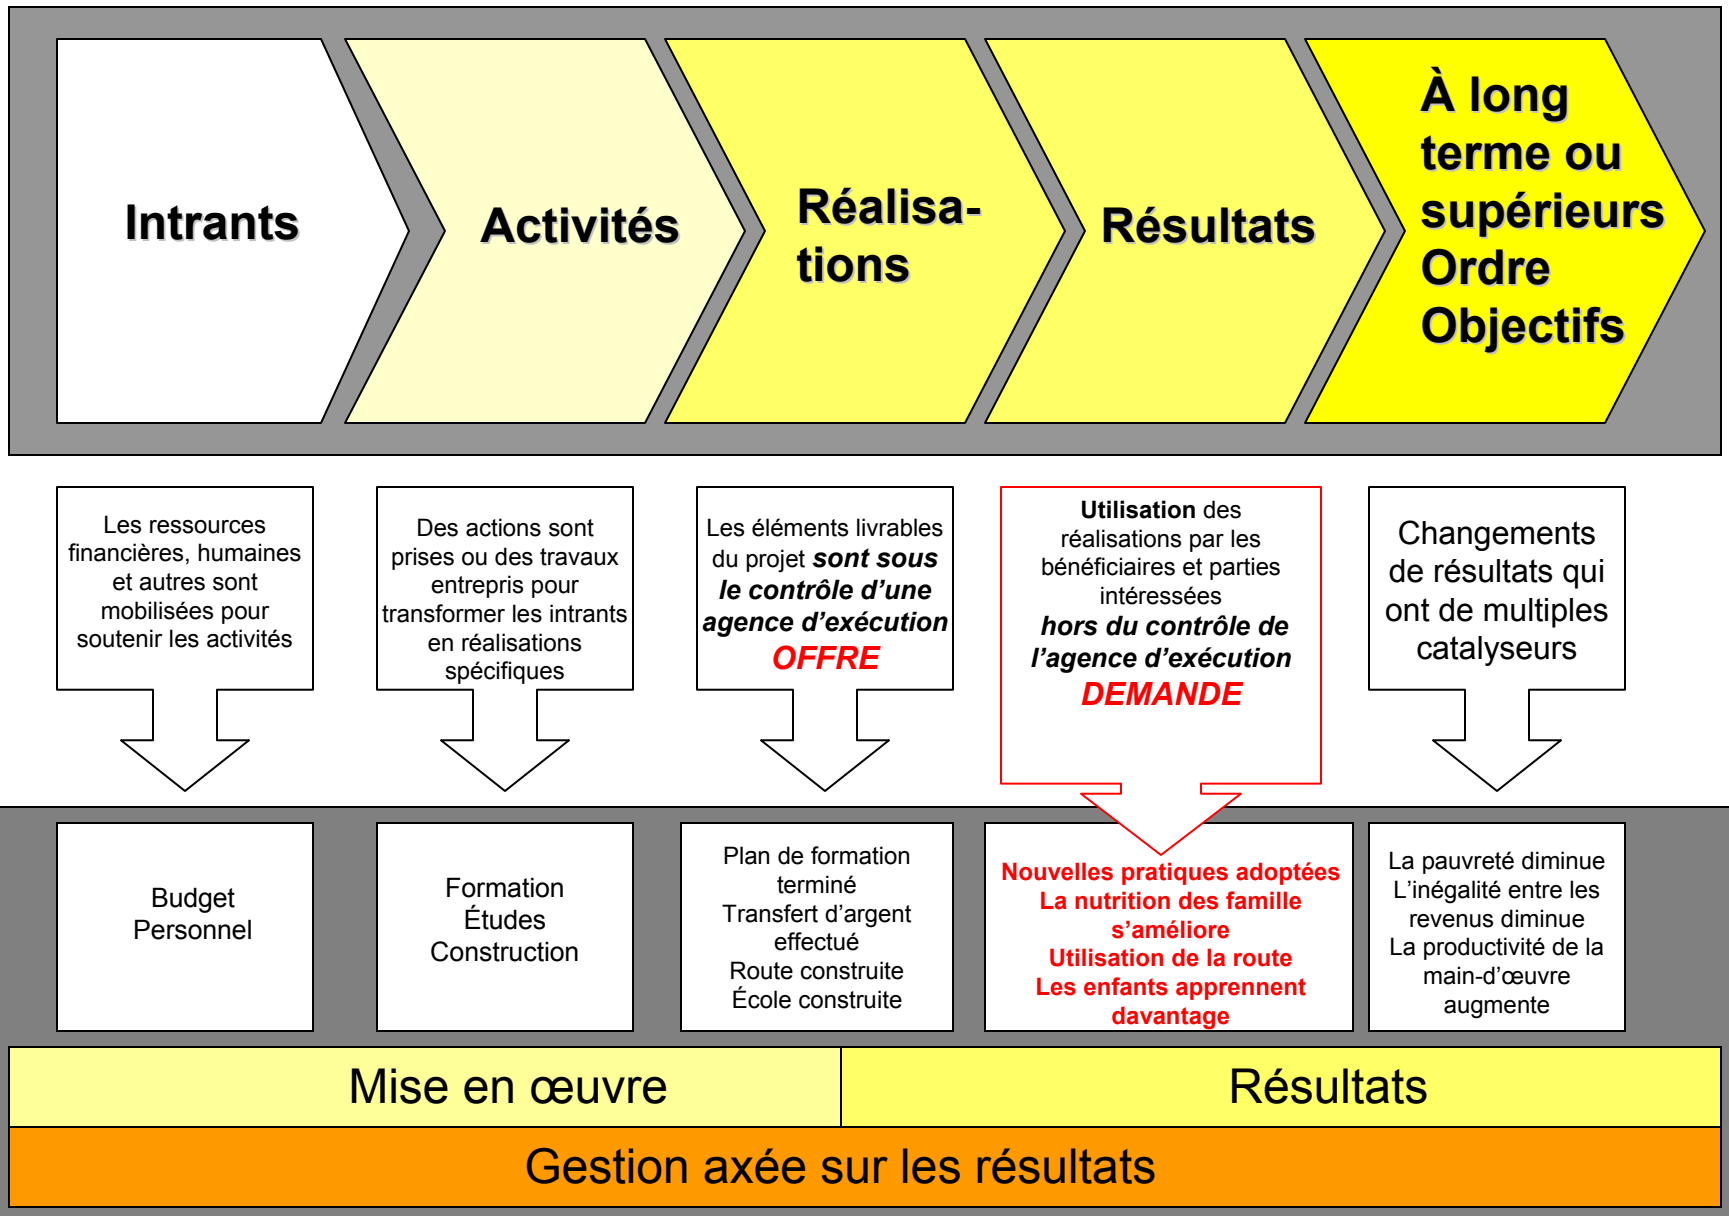 Intrants
Activités
Réalisa-
tions
Résultats
À long
terme ou
supérieurs
Ordre
Objectifs
Les ressources
financières, humaines
et autres sont
mobilisées pour
soutenir les activités
Des actions sont
prises ou des travaux
entrepris pour
transformer les intrants
en réalisations
spécifiques
Les éléments livrables
du projet sont sous
le contrôle d’une
agence d’exécution
OFFRE
Utilisation des
réalisations par les
bénéficiaires et parties
intéressées
hors du contrôle de
l’agence d’exécution
DEMANDE
Changements
de résultats qui
ont de multiples
catalyseurs
Budget
Personnel
Formation
Études
Construction
Plan de formation
terminé
Transfert d’argent
effectué
Route construite
École construite
Nouvelles pratiques adoptées
La nutrition des famille
s’améliore
Utilisation de la route
Les enfants apprennent
davantage
La pauvreté diminue
L’inégalité entre les
revenus diminue
La productivité de la
main-d’œuvre
augmente
Mise en œuvre
Résultats
Gestion axée sur les résultats